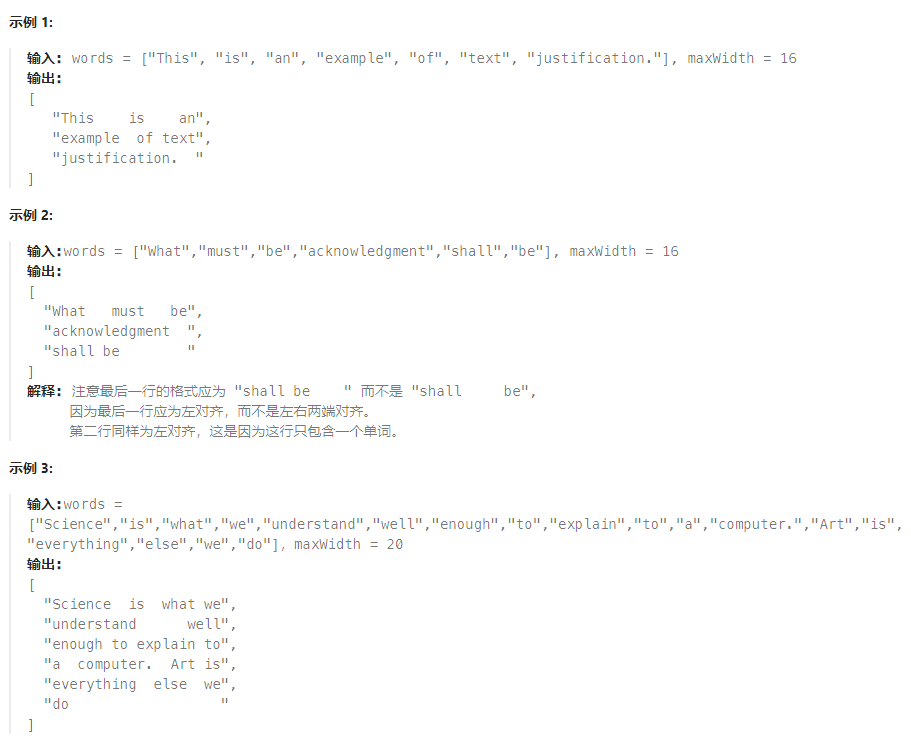 示例 1:
输入: words = ["This", "is", "an", "example", "of", "text", "justification."], maxWidth = 16
输出:
[
   "This    is    an",
   "example  of text",
   "justification.  "
]
示例 2:
输入:words = ["What","must","be","acknowledgment","shall","be"], maxWidth = 16
输出:
[
  "What   must   be",
  "acknowledgment  ",
  "shall be        "
]
解释: 注意最后一行的格式应为 "shall be    " 而不是 "shall     be",
     因为最后一行应为左对齐，而不是左右两端对齐。
     第二行同样为左对齐，这是因为这行只包含一个单词。
示例 3:
输入:words =
["Science","is","what","we","understand","well","enough","to","explain","to","a","computer.","Art","is",
"everything","else","we","do"], maxWidth = 20
输出:
[
  "Science  is  what we",
  "understand      well",
  "enough to explain to",
  "a  computer.  Art is",
  "everything  else  we",
  "do                  "
]